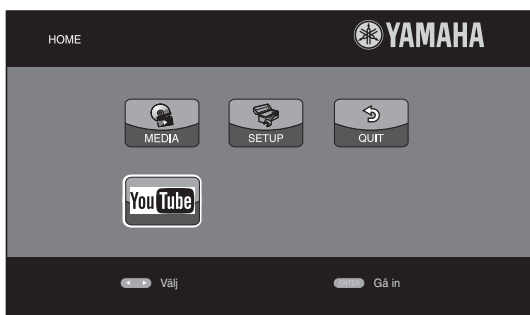 HOME
YAMAHA
MEDIA SETUP QUIT
YouTube
Välj ENTER Gå in